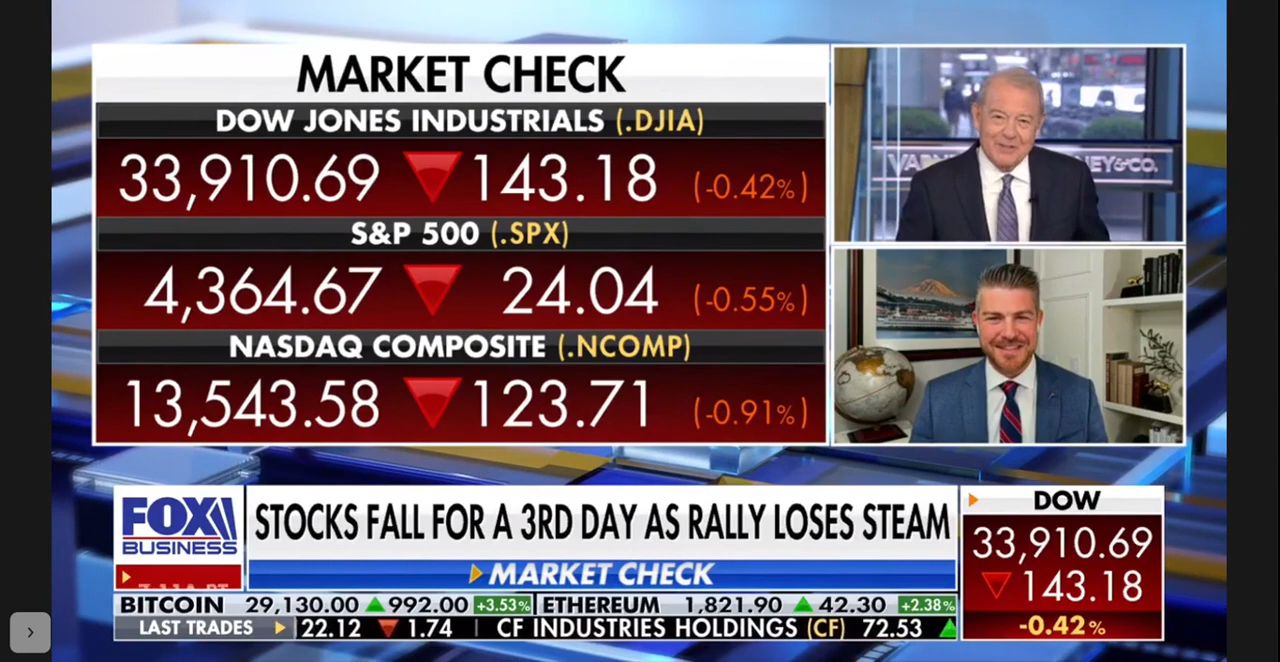 MARKET CHECK
DOW JONES INDUSTRIALS (.DJIA)
33,910.69 ▼ 143.18 (-0.42%)
S&P 500 (.SPX)
4,364.67 ▼ 24.04 (-0.55%)
NASDAQ COMPOSITE (.NCOMP)
13,543.58 ▼ 123.71 (-0.91%)
VARN NEY&CO.
FOX
BUSINESS
STOCKS FALL FOR A 3RD DAY AS RALLY LOSES STEAM
MARKET CHECK
BITCOIN 29,130.00 ▲ 992.00 +3.53% ETHEREUM 1,821.90 ▲ 42.30 +2.38%
LAST TRADES 22.12 ▼ 1.74 CF INDUSTRIES HOLDINGS (CF) 72.53 ▲
DOW
33,910.69
▼ 143.18
-0.42%